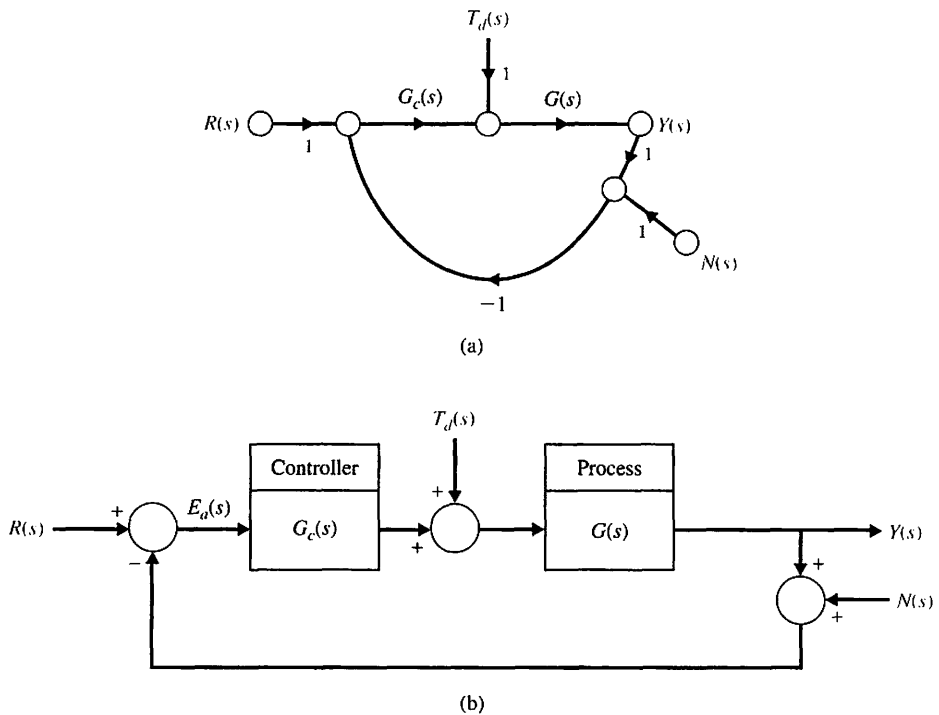 T_d(s)
1
G_c(s)
G(s)
R(s)
1
Y(s)
1
1
N(s)
−1
(a)
T_d(s)
Controller
Process
+
R(s)
+
E_a(s)
G_c(s)
+
G(s)
Y(s)
−
+
N(s)
+
(b)